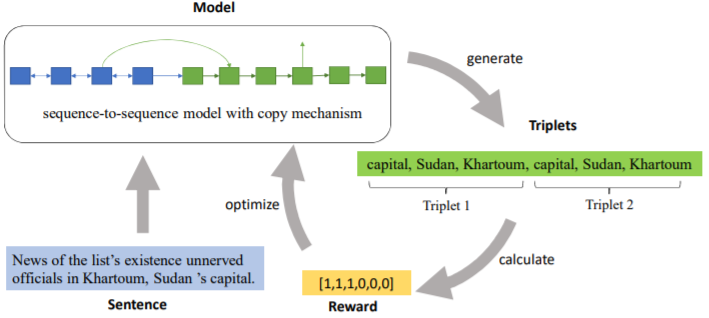 Model
sequence-to-sequence model with copy mechanism
generate
Triplets
capital, Sudan, Khartoum, capital, Sudan, Khartoum
Triplet 1
Triplet 2
optimize
calculate
News of the list’s existence unnerved
officials in Khartoum, Sudan ’s capital.
Sentence
[1,1,1,0,0,0]
Reward